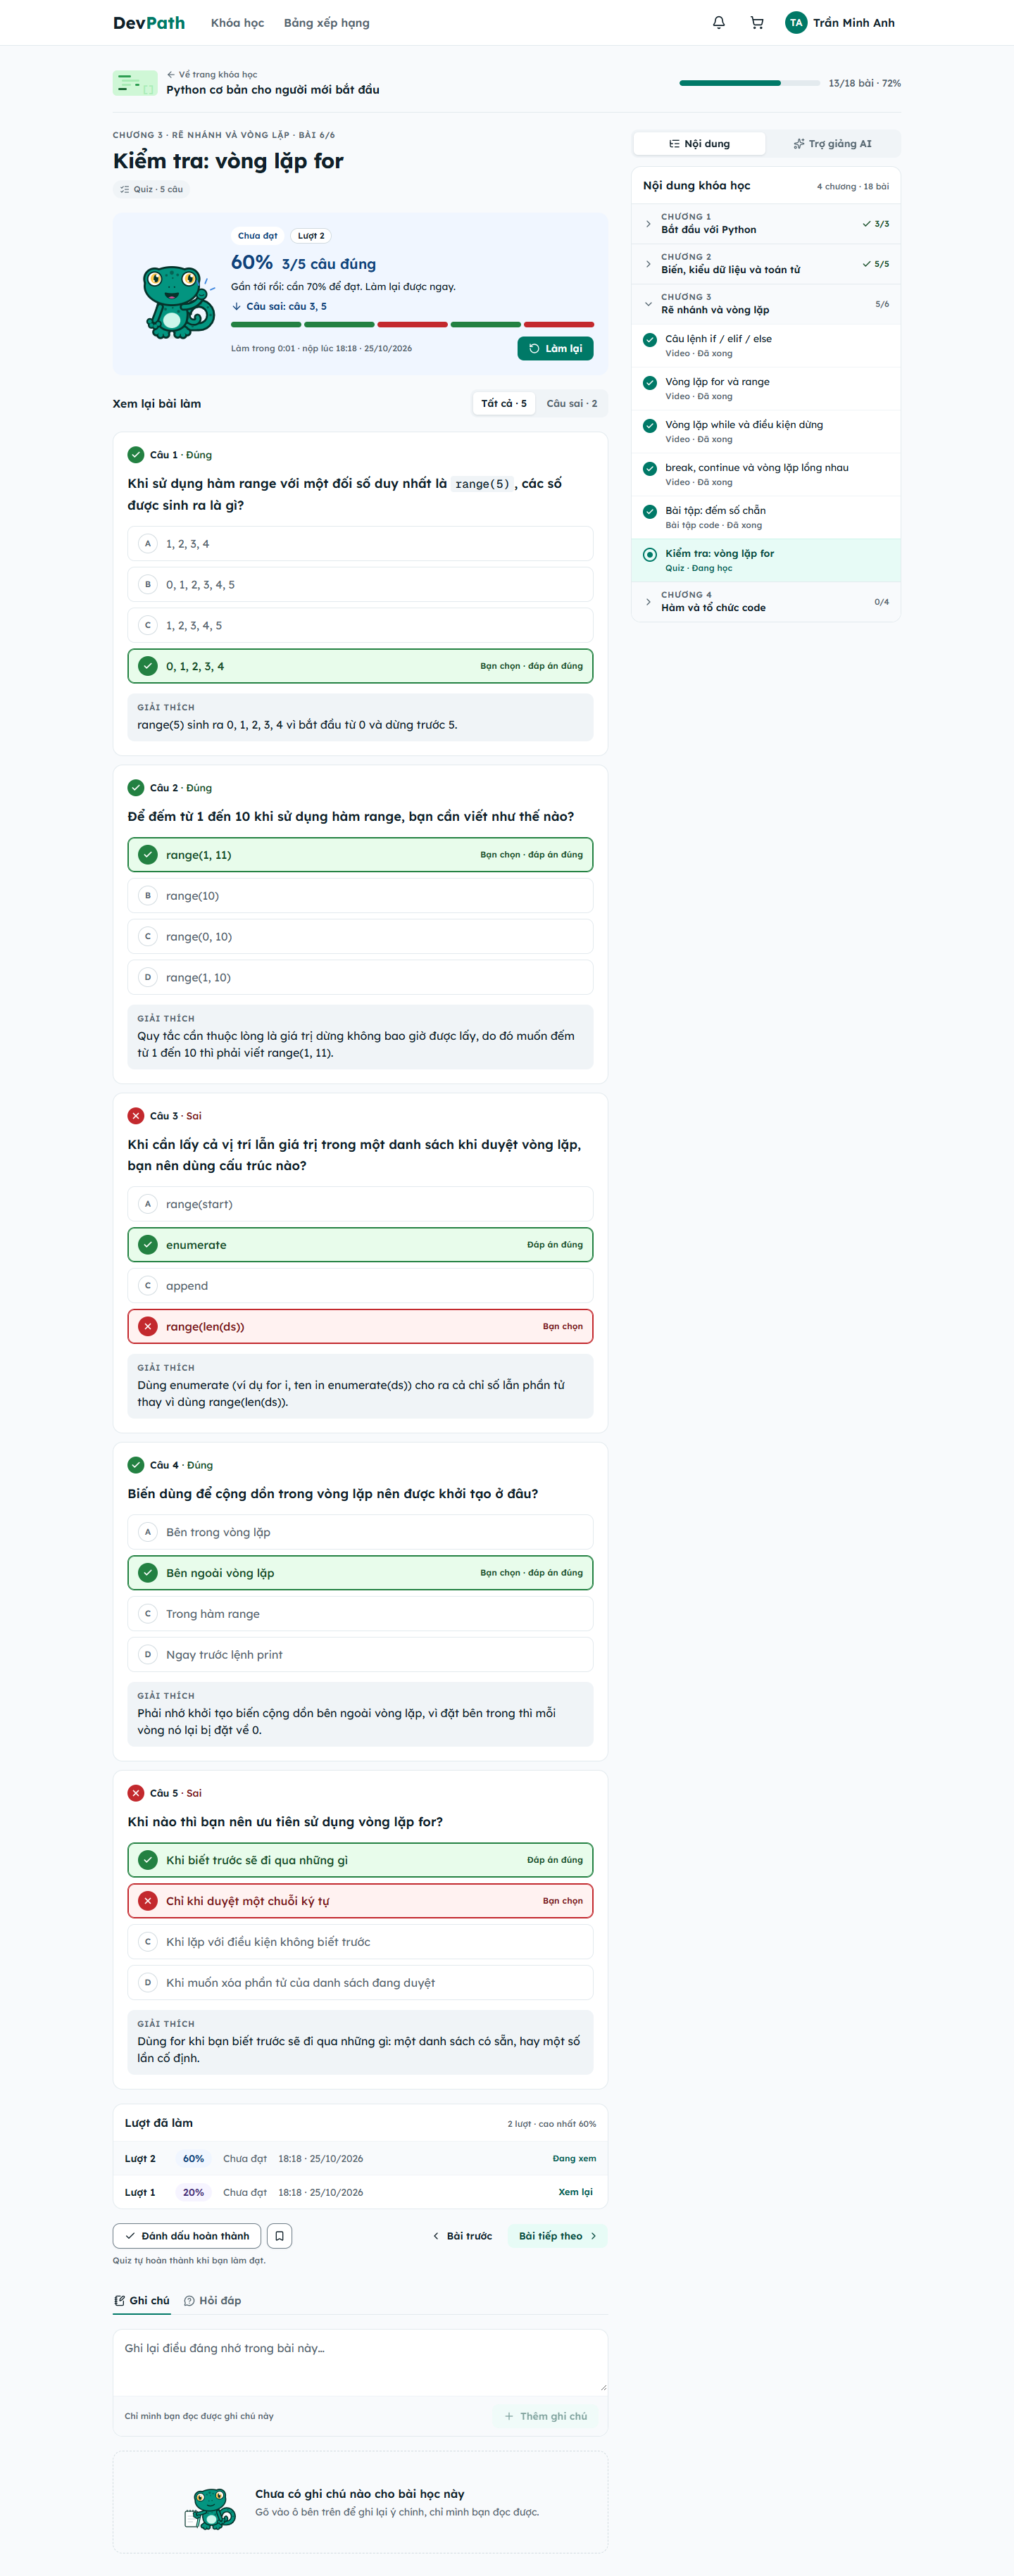 DevPath
Khóa học
Bảng xếp hạng
TA
Trần Minh Anh
← Về trang khóa học
Python cơ bản cho người mới bắt đầu
13/18 bài · 72%
CHƯƠNG 3 · RẼ NHÁNH VÀ VÒNG LẶP · BÀI 6/6
Kiểm tra: vòng lặp for
Quiz · 5 câu
Chưa đạt
Lượt 2
60% 3/5 câu đúng
Gần tới rồi: cần 70% để đạt. Làm lại được ngay.
↓ Câu sai: câu 3, 5
Làm trong 0:01 · nộp lúc 18:18 · 25/10/2026
Làm lại
Xem lại bài làm
Tất cả · 5
Câu sai · 2
Câu 1 · Đúng
Khi sử dụng hàm range với một đối số duy nhất là range(5), các số
được sinh ra là gì?
A 1, 2, 3, 4
B 0, 1, 2, 3, 4, 5
C 1, 2, 3, 4, 5
0, 1, 2, 3, 4
Bạn chọn · đáp án đúng
GIẢI THÍCH
range(5) sinh ra 0, 1, 2, 3, 4 vì bắt đầu từ 0 và dừng trước 5.
Câu 2 · Đúng
Để đếm từ 1 đến 10 khi sử dụng hàm range, bạn cần viết như thế nào?
range(1, 11)
Bạn chọn · đáp án đúng
B range(10)
C range(0, 10)
D range(1, 10)
GIẢI THÍCH
Quy tắc cần thuộc lòng là giá trị dừng không bao giờ được lấy, do đó muốn đếm
từ 1 đến 10 thì phải viết range(1, 11).
Câu 3 · Sai
Khi cần lấy cả vị trí lẫn giá trị trong một danh sách khi duyệt vòng lặp,
bạn nên dùng cấu trúc nào?
A range(start)
enumerate
Đáp án đúng
C append
range(len(ds))
Bạn chọn
GIẢI THÍCH
Dùng enumerate (ví dụ for i, ten in enumerate(ds)) cho ra cả chỉ số lẫn phần tử
thay vì dùng range(len(ds)).
Câu 4 · Đúng
Biến dùng để cộng dồn trong vòng lặp nên được khởi tạo ở đâu?
A Bên trong vòng lặp
Bên ngoài vòng lặp
Bạn chọn · đáp án đúng
C Trong hàm range
D Ngay trước lệnh print
GIẢI THÍCH
Phải nhớ khởi tạo biến cộng dồn bên ngoài vòng lặp, vì đặt bên trong thì mỗi
vòng nó lại bị đặt về 0.
Câu 5 · Sai
Khi nào thì bạn nên ưu tiên sử dụng vòng lặp for?
Khi biết trước sẽ đi qua những gì
Đáp án đúng
Chỉ khi duyệt một chuỗi ký tự
Bạn chọn
C Khi lặp với điều kiện không biết trước
D Khi muốn xóa phần tử của danh sách đang duyệt
GIẢI THÍCH
Dùng for khi bạn biết trước sẽ đi qua những gì: một danh sách có sẵn, hay một số
lần cố định.
Lượt đã làm
2 lượt · cao nhất 60%
Lượt 2 60% Chưa đạt 18:18 · 25/10/2026 Đang xem
Lượt 1 20% Chưa đạt 18:18 · 25/10/2026 Xem lại
Đánh dấu hoàn thành
Bài trước
Bài tiếp theo
Quiz tự hoàn thành khi bạn làm đạt.
Ghi chú
Hỏi đáp
Ghi lại điều đáng nhớ trong bài này...
Chỉ mình bạn đọc được ghi chú này
Thêm ghi chú
Chưa có ghi chú nào cho bài học này
Gõ vào ô bên trên để ghi lại ý chính, chỉ mình bạn đọc được.
Nội dung
Trợ giảng AI
Nội dung khóa học
4 chương · 18 bài
CHƯƠNG 1
Bắt đầu với Python
3/3
CHƯƠNG 2
Biến, kiểu dữ liệu và toán tử
5/5
CHƯƠNG 3
Rẽ nhánh và vòng lặp
5/6
Câu lệnh if / elif / else
Video · Đã xong
Vòng lặp for và range
Video · Đã xong
Vòng lặp while và điều kiện dừng
Video · Đã xong
break, continue và vòng lặp lồng nhau
Video · Đã xong
Bài tập: đếm số chẵn
Bài tập code · Đã xong
Kiểm tra: vòng lặp for
Quiz · Đang học
CHƯƠNG 4
Hàm và tổ chức code
0/4